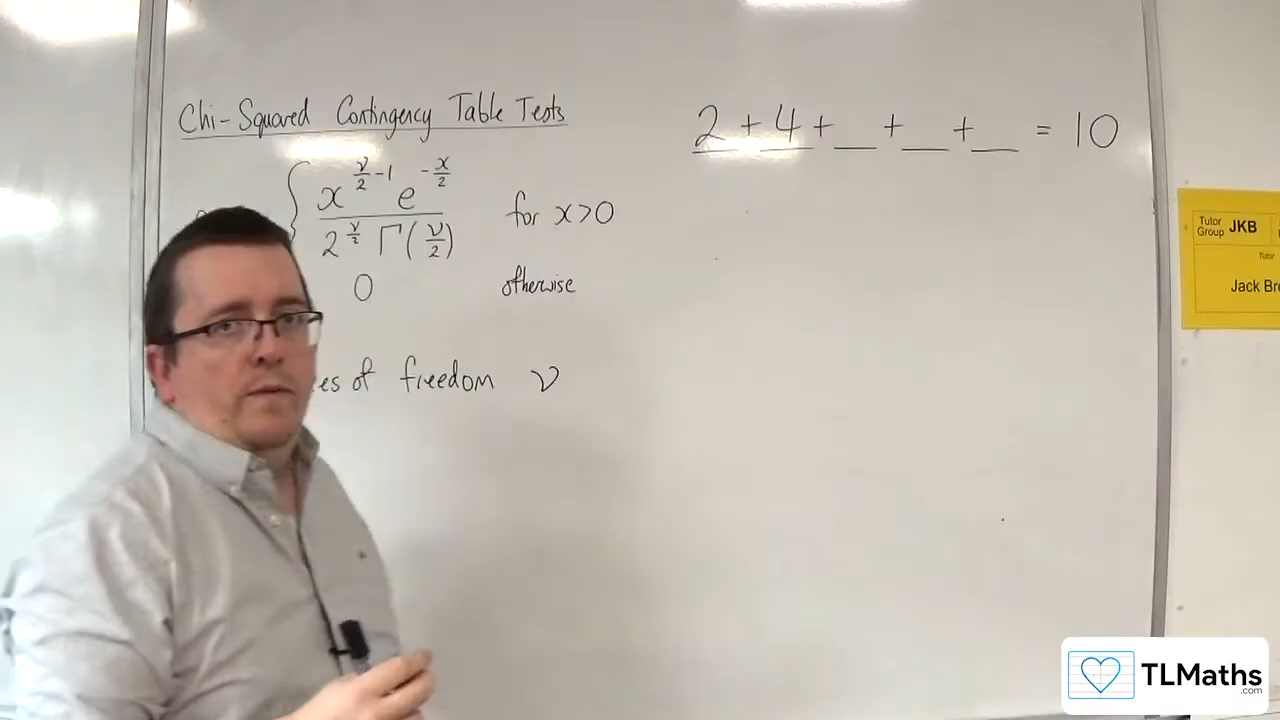 Chi-Squared Contingency Table Tests
2 + 4 + __ + __ + __ = 10
x^(ν/2 - 1) e^(-x/2)
for x>0
2^(ν/2) Γ(ν/2)
0 otherwise
es of freedom ν
Tutor Group JKB
Tutor
Jack Bro
TLMaths
.com